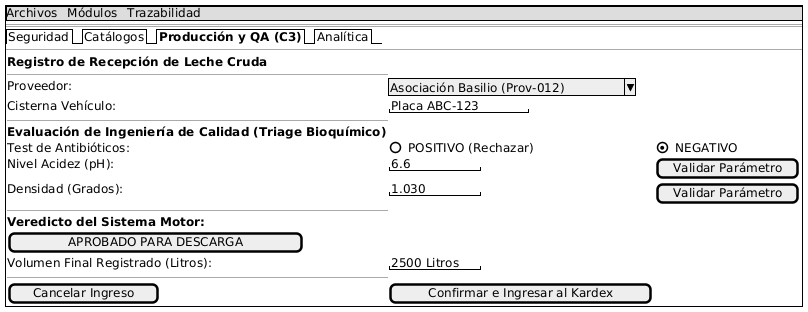 Archivos Módulos Trazabilidad
Seguridad Catálogos Producción y QA (C3) Analítica
Registro de Recepción de Leche Cruda
Proveedor: Asociación Basilio (Prov-012)
Cisterna Vehículo: Placa ABC-123
Evaluación de Ingeniería de Calidad (Triage Bioquímico)
Test de Antibióticos: POSITIVO (Rechazar) NEGATIVO
Nivel Acidez (pH): 6.6 Validar Parámetro
Densidad (Grados): 1.030 Validar Parámetro
Veredicto del Sistema Motor:
APROBADO PARA DESCARGA
Volumen Final Registrado (Litros): 2500 Litros
Cancelar Ingreso Confirmar e Ingresar al Kardex